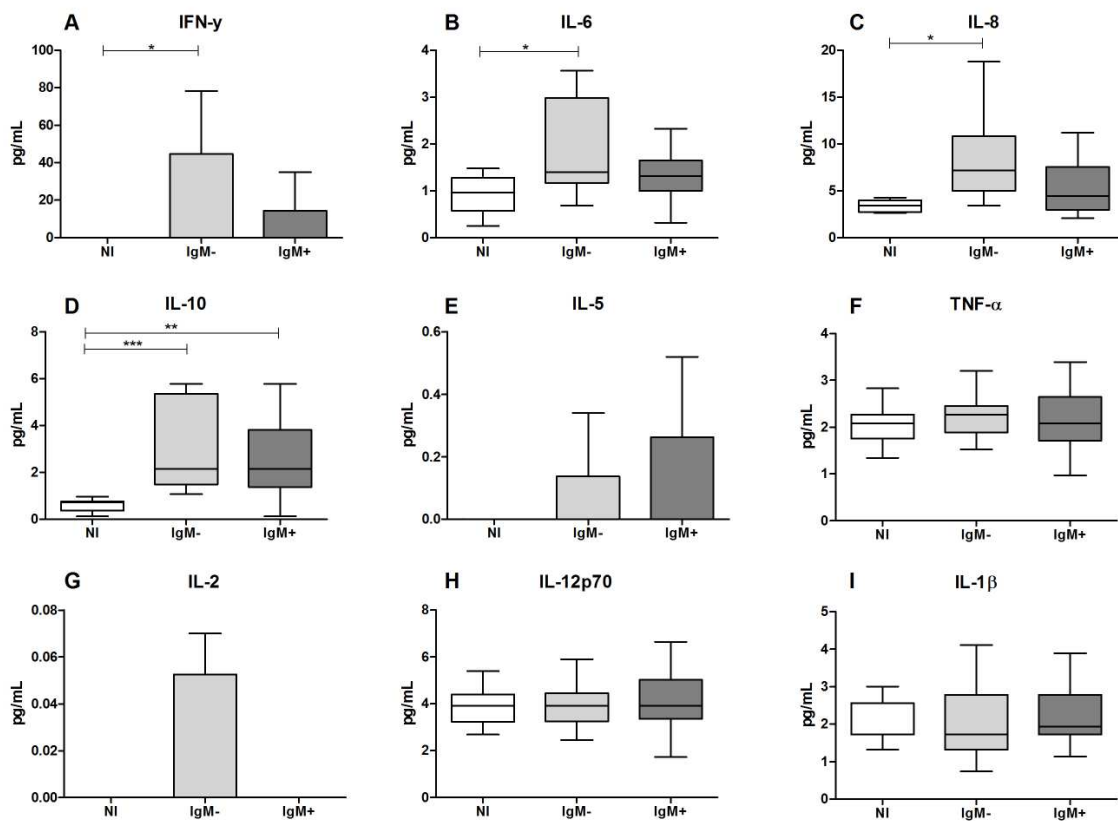 A
IFN-y
*
pg/mL
100
80
60
40
20
0
NI IgM- IgM+
B
IL-6
*
pg/mL
4
3
2
1
0
NI IgM- IgM+
C
IL-8
*
pg/mL
20
15
10
5
0
NI IgM- IgM+
D
IL-10
**
***
pg/mL
8
6
4
2
0
NI IgM- IgM+
E
IL-5
pg/mL
0.6
0.4
0.2
0.0
NI IgM- IgM+
F
TNF-α
pg/mL
4
3
2
1
0
NI IgM- IgM+
G
IL-2
pg/mL
0.08
0.06
0.04
0.02
0.00
NI IgM- IgM+
H
IL-12p70
pg/mL
8
6
4
2
0
NI IgM- IgM+
I
IL-1β
pg/mL
5
4
3
2
1
0
NI IgM- IgM+